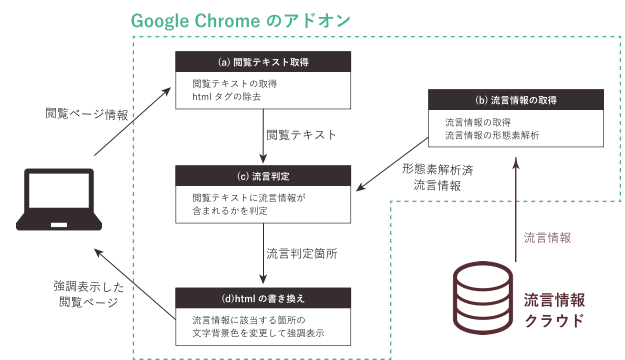 Google Chrome のアドオン
(a) 閲覧テキスト取得
閲覧テキストの取得
html タグの除去
(b) 流言情報の取得
流言情報の取得
流言情報の形態素解析
閲覧ページ情報
閲覧テキスト
(c) 流言判定
閲覧テキストに流言情報が
含まれるかを判定
形態素解析済
流言情報
流言情報
流言判定箇所
強調表示した
閲覧ページ
(d)html の書き換え
流言情報に該当する箇所の
文字背景色を変更して強調表示
流言情報
クラウド